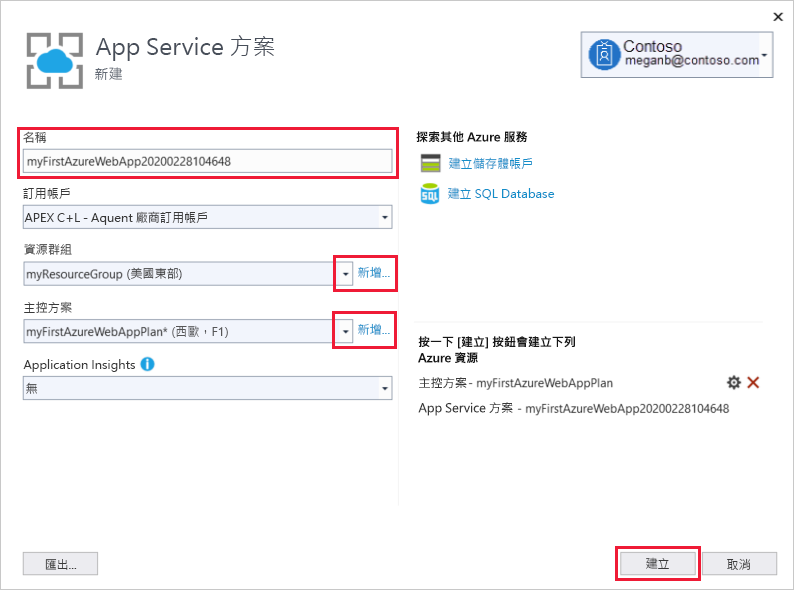 App Service 方案
新建
Contoso
meganb@contoso.com
名稱
myFirstAzureWebApp20200228104648
訂用帳戶
APEX C+L - Aquent 廠商訂用帳戶
資源群組
myResourceGroup (美國東部)
新增...
主控方案
myFirstAzureWebAppPlan* (西歐，F1)
新增...
Application Insights
無
探索其他 Azure 服務
建立儲存體帳戶
SQL
建立 SQL Database
按一下 [建立] 按鈕會建立下列
Azure 資源
主控方案 - myFirstAzureWebAppPlan
App Service 方案 - myFirstAzureWebApp20200228104648
匯出...
建立
取消